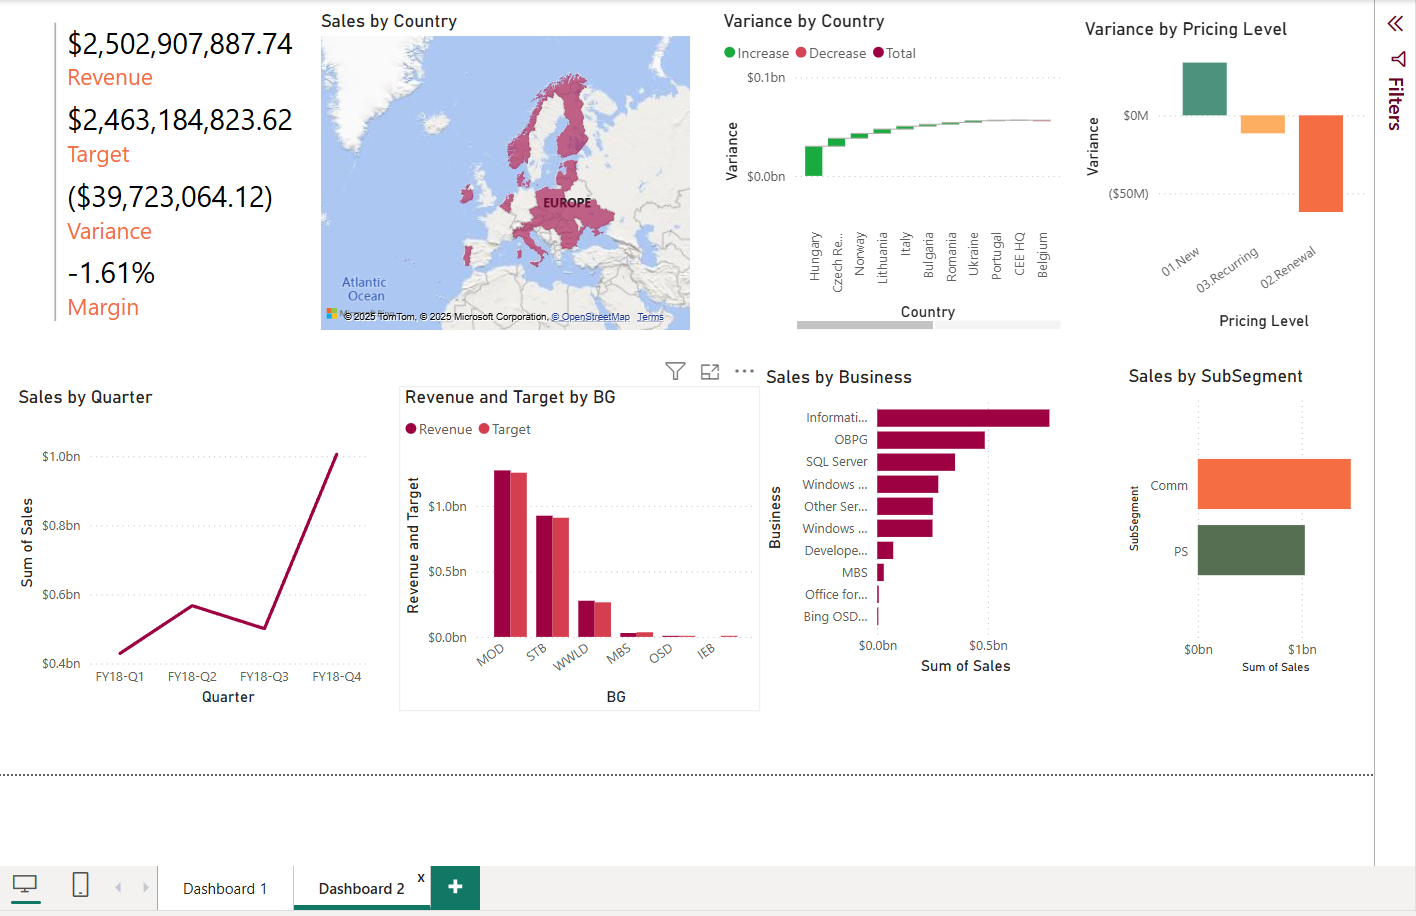 $2,502,907,887.74
Revenue
$2,463,184,823.62
Target
($39,723,064.12)
Variance
-1.61%
Margin
Sales by Country
EUROPE
Atlantic
Ocean
© 2025 TomTom, © 2025 Microsoft Corporation, © OpenStreetMap Terms
Variance by Country
Increase Decrease Total
$0.1bn
$0.0bn
Variance
Hungary
Czech Re...
Norway
Lithuania
Italy
Bulgaria
Romania
Ukraine
Portugal
CEE HQ
Belgium
Country
Variance by Pricing Level
$0M
($50M)
Variance
01.New
03.Recurring
02.Renewal
Pricing Level
Filters
Sales by Quarter
$1.0bn
$0.8bn
$0.6bn
$0.4bn
Sum of Sales
FY18-Q1 FY18-Q2 FY18-Q3 FY18-Q4
Quarter
Revenue and Target by BG
Revenue Target
$1.0bn
$0.5bn
$0.0bn
Revenue and Target
MOD
STB
WWLD
MBS
OSD
IEB
BG
Sales by Business
Business
Informati...
OBPG
SQL Server
Windows ...
Other Ser...
Windows ...
Develope...
MBS
Office for...
Bing OSD...
$0.0bn $0.5bn
Sum of Sales
Sales by SubSegment
SubSegment
Comm
PS
$0bn $1bn
Sum of Sales
Dashboard 1
Dashboard 2
x
+